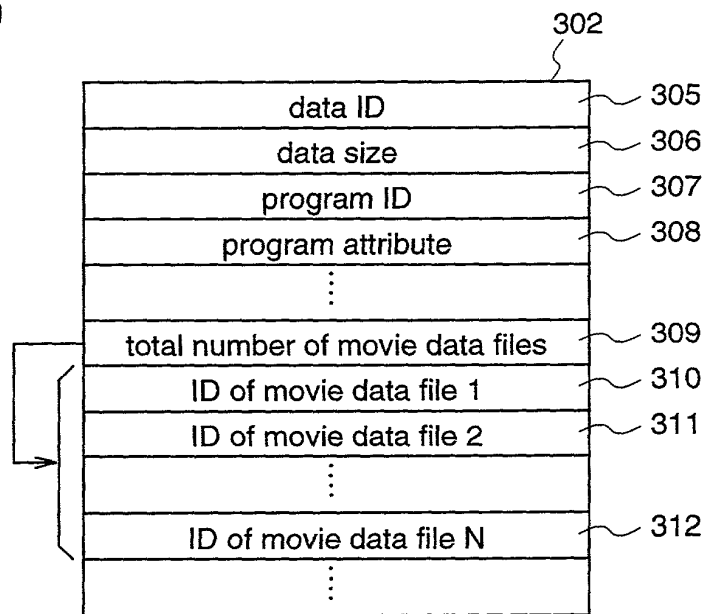 302
data ID 305
data size 306
program ID 307
program attribute 308
⋮
total number of movie data files 309
ID of movie data file 1 310
ID of movie data file 2 311
⋮
ID of movie data file N 312
⋮